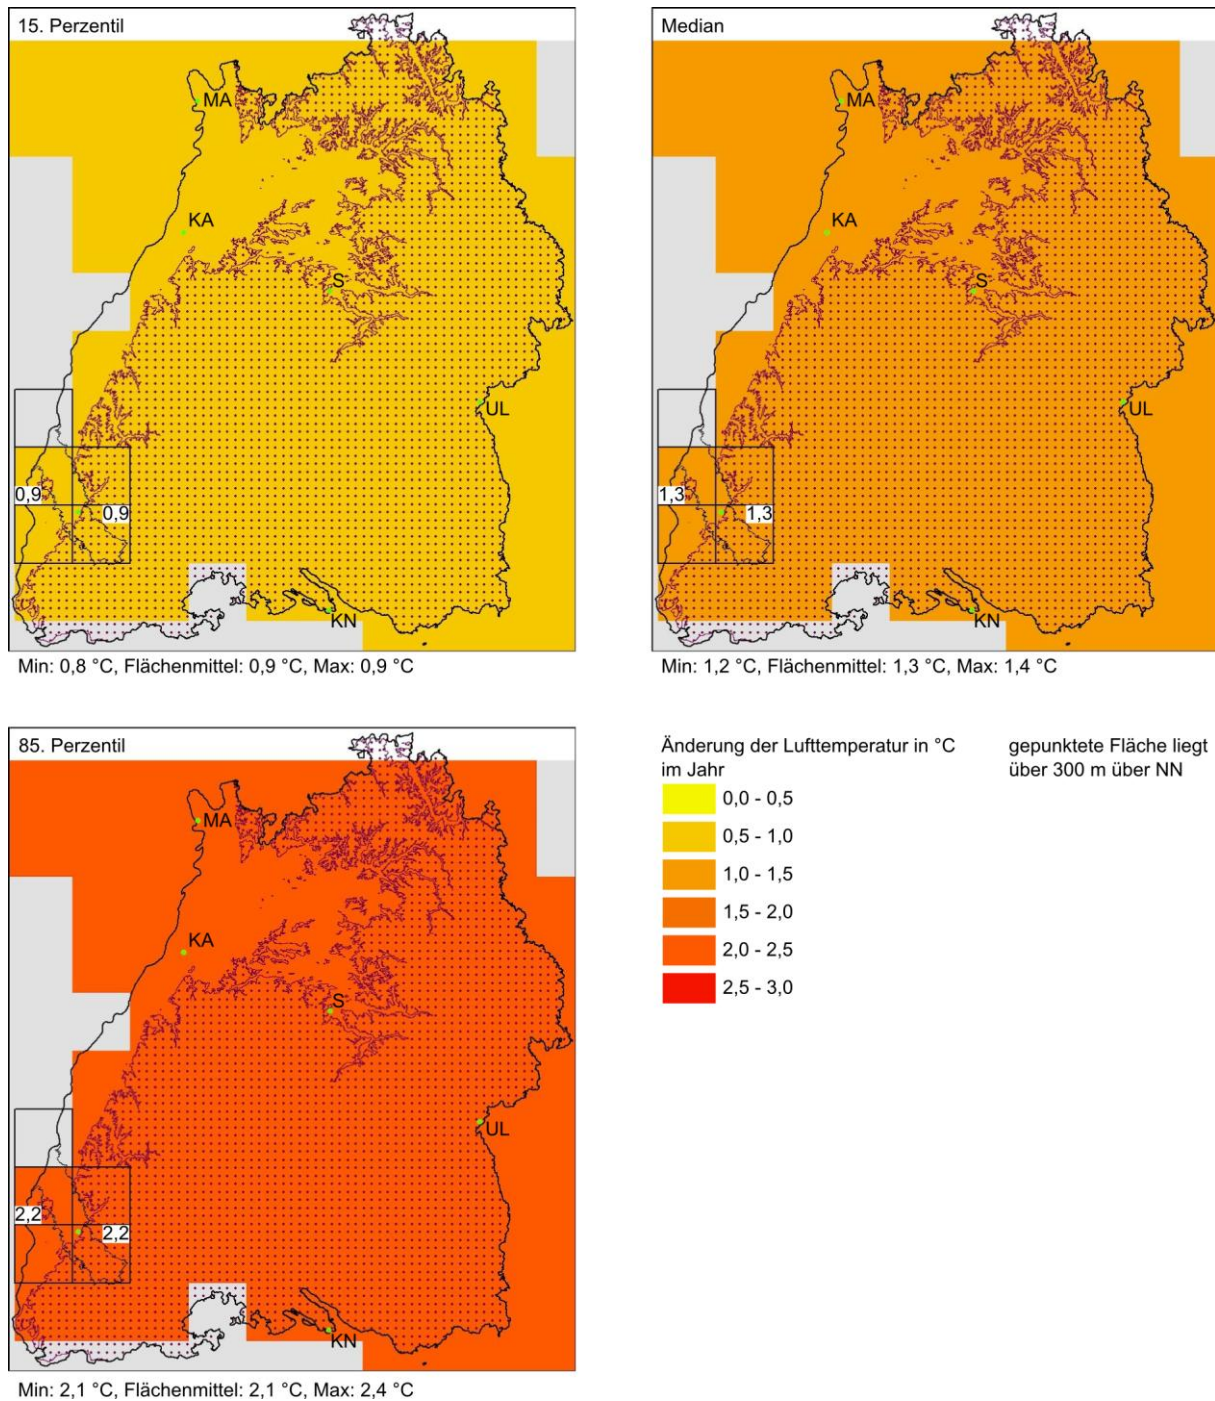 15. Perzentil
MA
KA
S
UL
0,9
0,9
KN
Min: 0,8 °C, Flächenmittel: 0,9 °C, Max: 0,9 °C
Median
MA
KA
S
UL
1,3
1,3
KN
Min: 1,2 °C, Flächenmittel: 1,3 °C, Max: 1,4 °C
85. Perzentil
MA
KA
S
UL
2,2
2,2
KN
Min: 2,1 °C, Flächenmittel: 2,1 °C, Max: 2,4 °C
Änderung der Lufttemperatur in °C
im Jahr
0,0 - 0,5
0,5 - 1,0
1,0 - 1,5
1,5 - 2,0
2,0 - 2,5
2,5 - 3,0
gepunktete Fläche liegt
über 300 m über NN